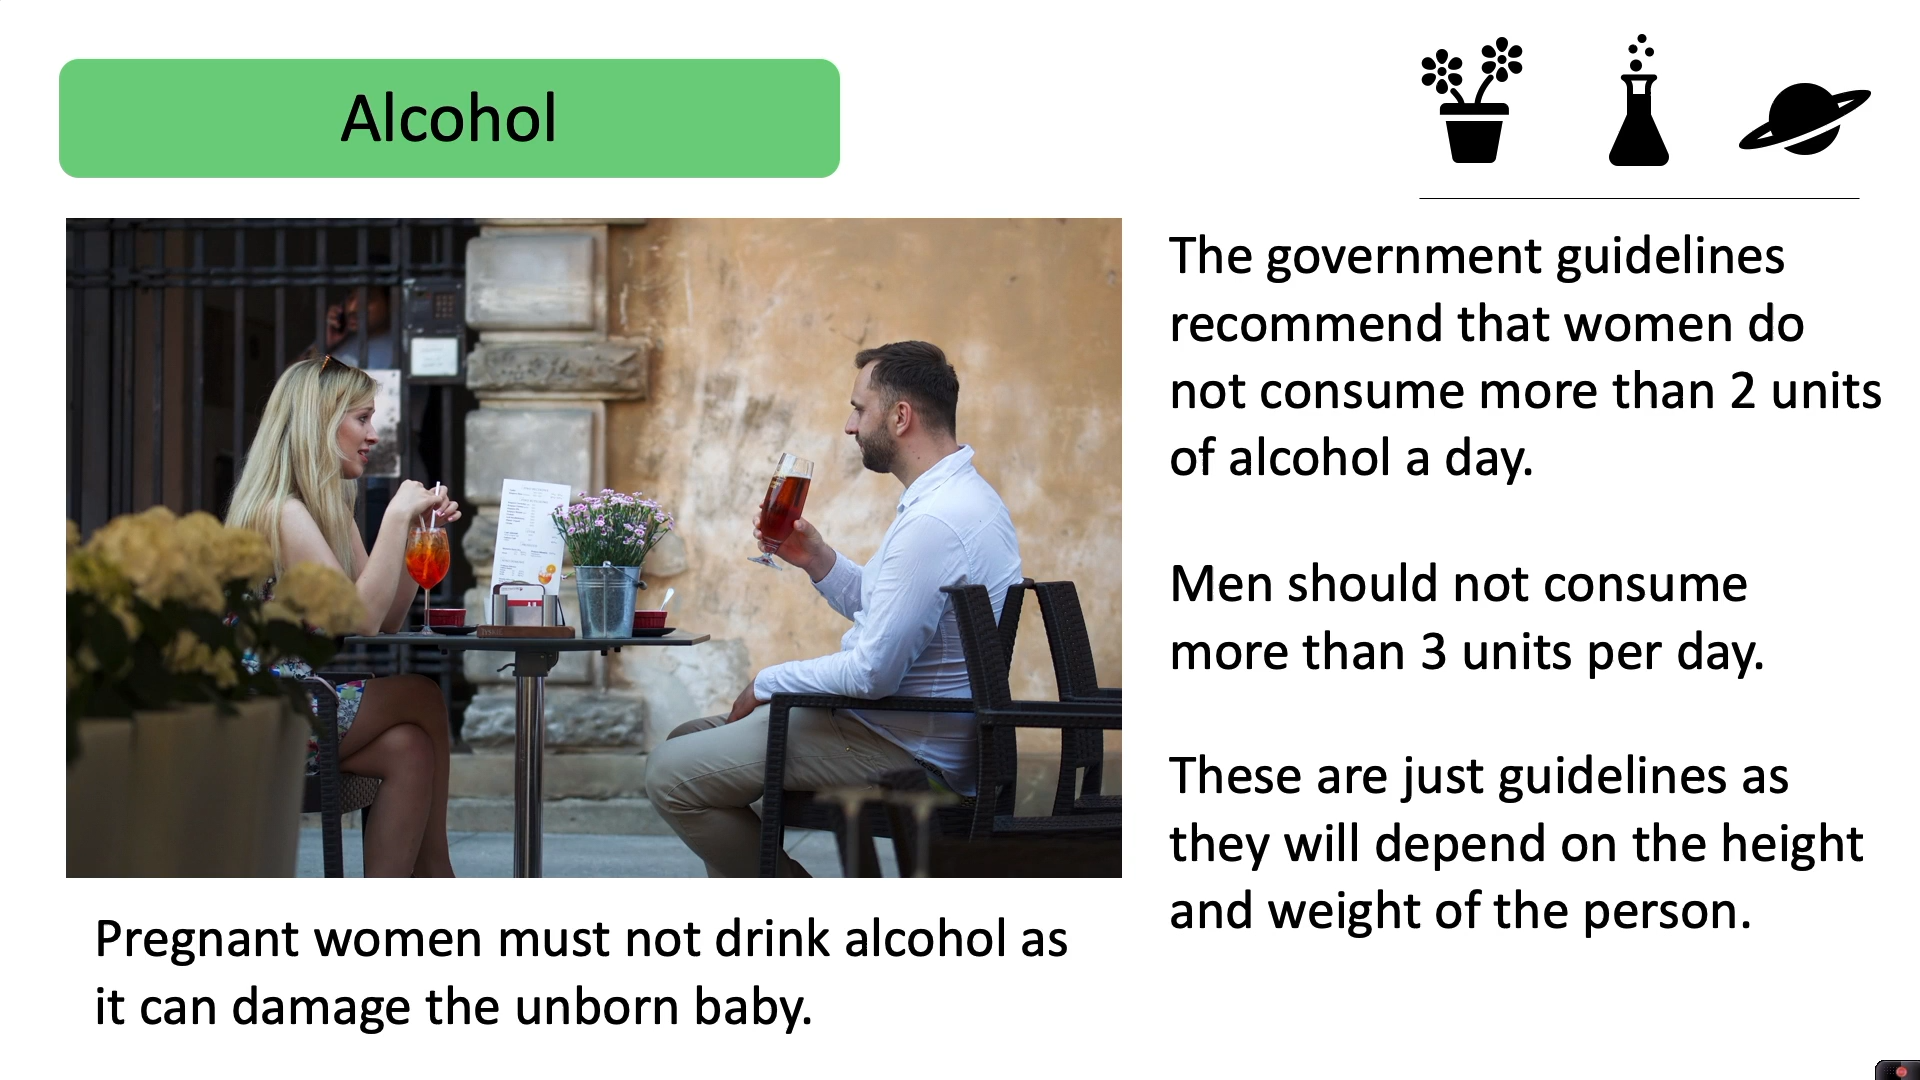 Alcohol
The government guidelines
recommend that women do
not consume more than 2 units
of alcohol a day.
Men should not consume
more than 3 units per day.
These are just guidelines as
they will depend on the height
and weight of the person.
Pregnant women must not drink alcohol as
it can damage the unborn baby.